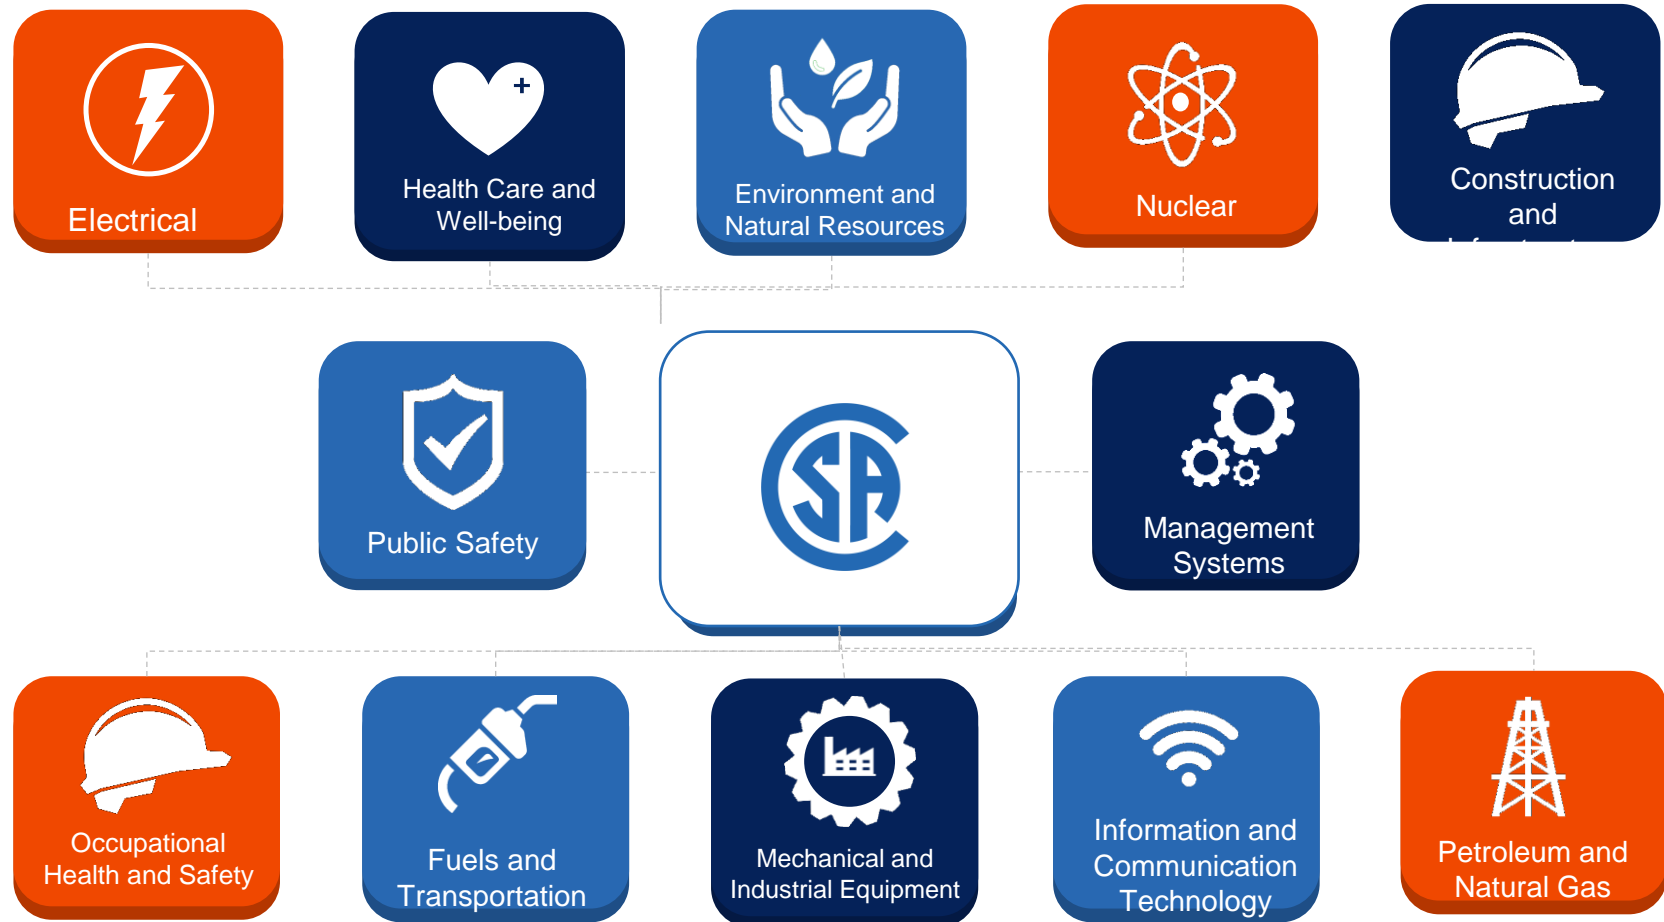 Electrical
Health Care and
Well-being
Environment and
Natural Resources
Nuclear
Construction
and
Public Safety
CSA
Management
Systems
Occupational
Health and Safety
Fuels and
Transportation
Mechanical and
Industrial Equipment
Information and
Communication
Technology
Petroleum and
Natural Gas